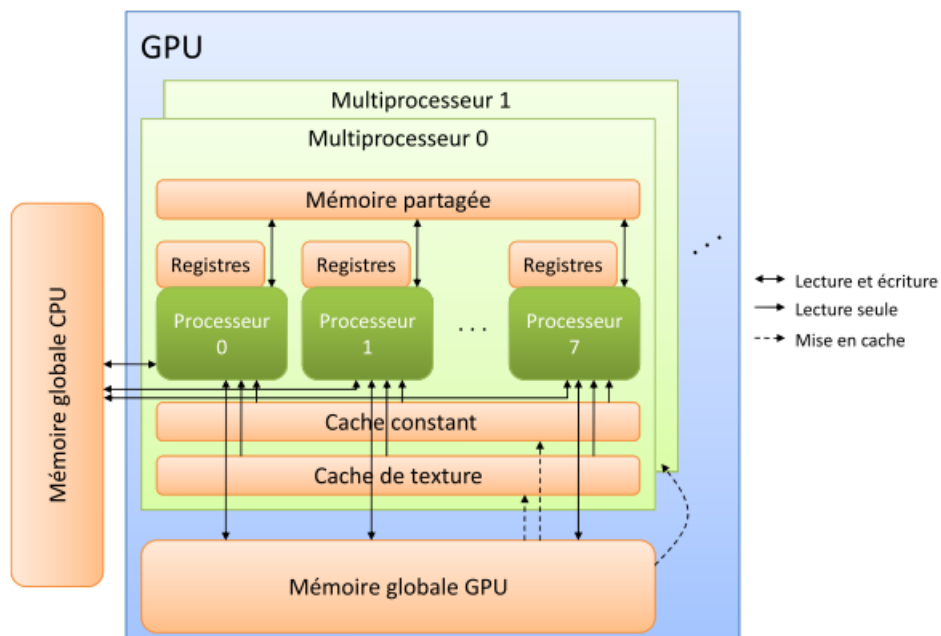 GPU
Multiprocesseur 1
Multiprocesseur 0
Mémoire partagée
Registres
Registres
Registres
Processeur
0
Processeur
1
. . .
Processeur
7
Cache constant
Cache de texture
Mémoire globale GPU
Mémoire globale CPU
. . .
Lecture et écriture
Lecture seule
Mise en cache